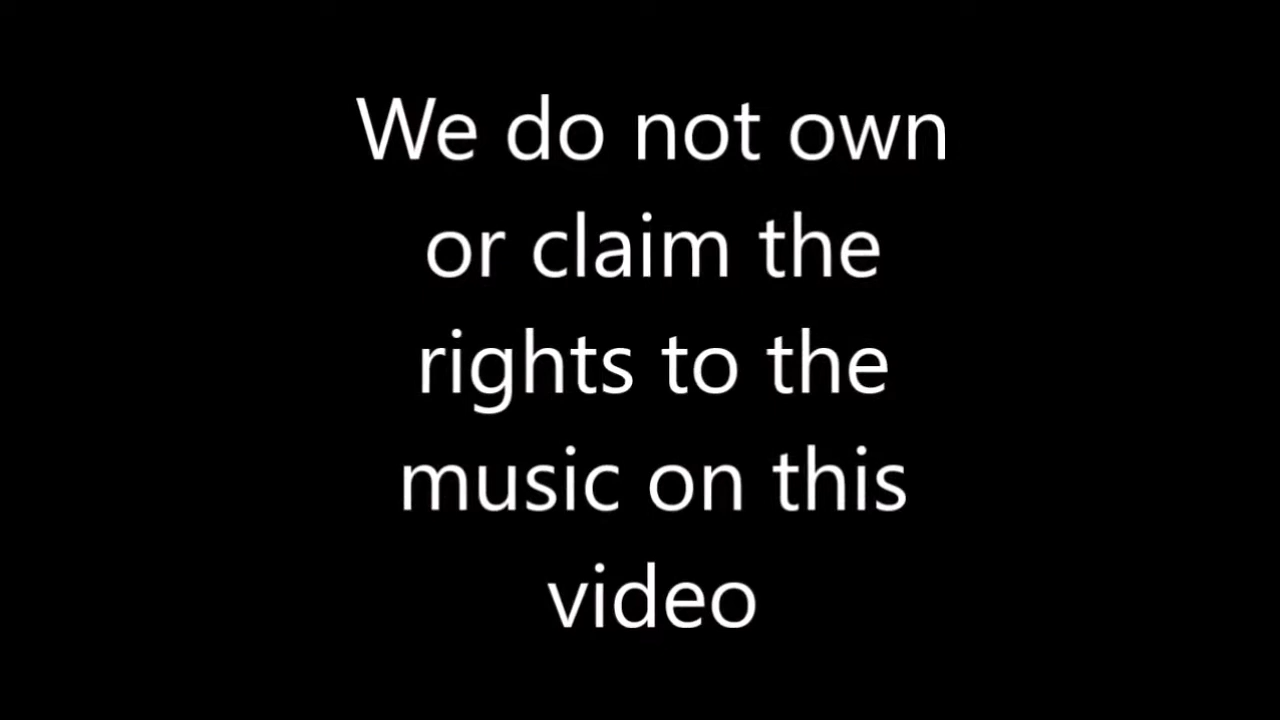 We do not own
or claim the
rights to the
music on this
video